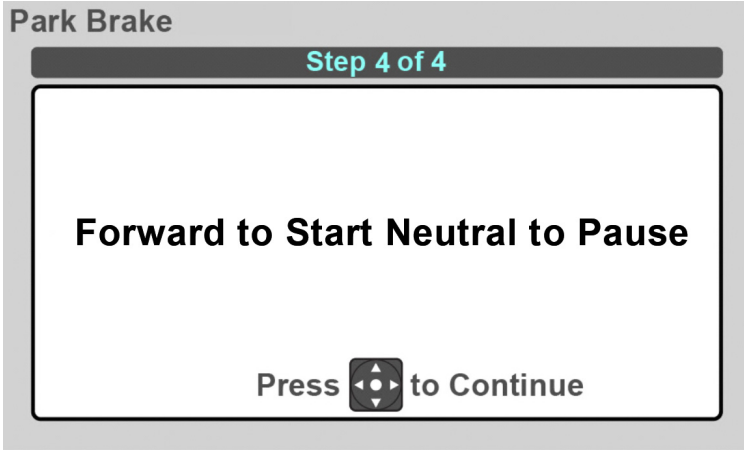 Park Brake
Step 4 of 4
Forward to Start Neutral to Pause
Press to Continue